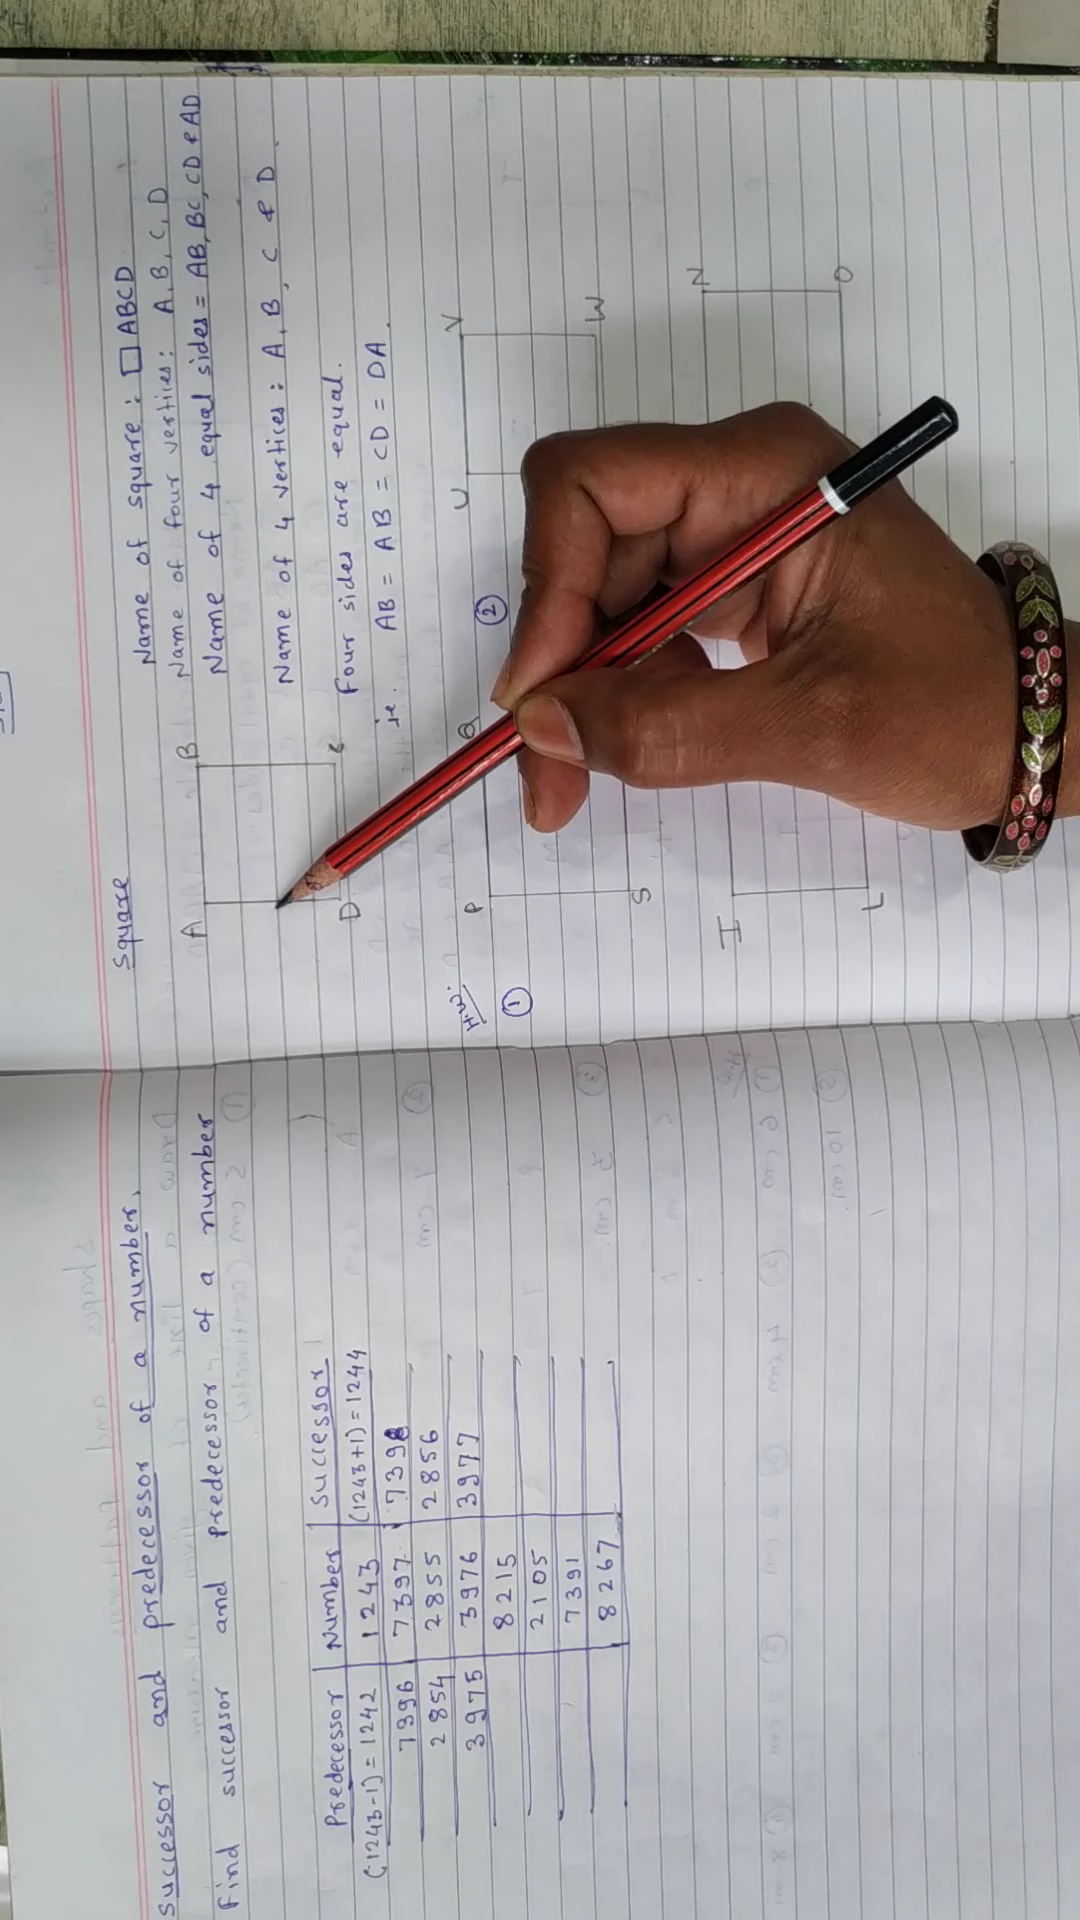 Successor and predecessor of a number.
Find successor and predecessor of a number
Predecessor Number Successor
(1243-1)=1242 1243 (1243+1)=1244
7396 7397 7398
2854 2855 2856
3975 3976 3977
8215
2105
7391
8267
Square
Name of square : □ ABCD
Name of four vertices : A, B, C, D
Name of 4 equal sides = AB, BC, CD & AD
Name of 4 vertices : A, B, C & D.
Four sides are equal.
ie. AB = AB = CD = DA.
A B
D C
H.W.
① ②
P Q U V
S W
I N
L O